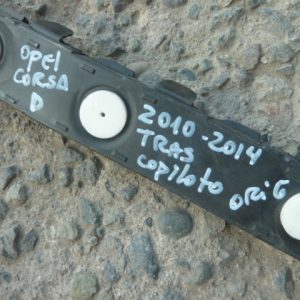 OPEL
CORSA
D
2010-2014
TRAS
COPILOTO ORIG